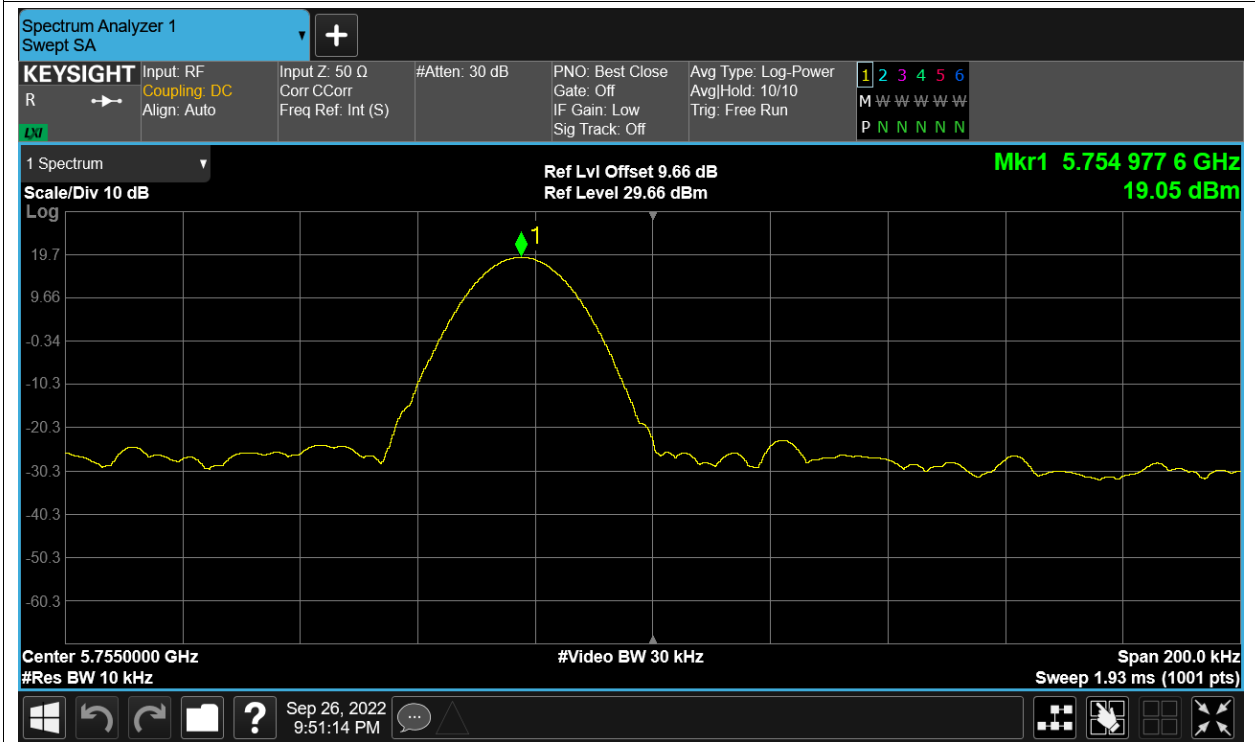 Spectrum Analyzer 1
Swept SA
+
KEYSIGHT
R
LXI
Input: RF
Coupling: DC
Align: Auto
Input Z: 50 Ω
Corr CCorr
Freq Ref: Int (S)
#Atten: 30 dB
PNO: Best Close
Gate: Off
IF Gain: Low
Sig Track: Off
Avg Type: Log-Power
Avg|Hold: 10/10
Trig: Free Run
1 2 3 4 5 6
M W W W W W
P N N N N N
1 Spectrum
Scale/Div 10 dB
Ref Lvl Offset 9.66 dB
Ref Level 29.66 dBm
Mkr1 5.754 977 6 GHz
19.05 dBm
Log
1
19.7
9.66
-0.34
-10.3
-20.3
-30.3
-40.3
-50.3
-60.3
Center 5.7550000 GHz
#Video BW 30 kHz
Span 200.0 kHz
#Res BW 10 kHz
Sweep 1.93 ms (1001 pts)
?
Sep 26, 2022
9:51:14 PM